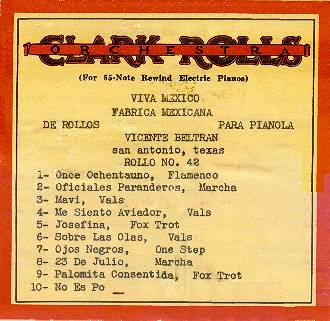 CLARK ROLLS
ORCHESTRA
(For 65-Note Rewind Electric Pianos)
VIVA MEXICO
FABRICA MEXICANA
DE ROLLOS PARA PIANOLA
VICENTE BELTRAN
san antonio, texas
ROLLO NO. 42
1- Once Ochentauno, Flamenco
2- Oficiales Paranderos, Marcha
3- Mavi, Vals
4- Me Siento Aviador, Vals
5- Josefina, Fox Trot
6- Sobre Las Olas, Vals
7- Ojos Negros, One Step
8- 23 De Julio, Marcha
9- Palomita Consentida, Fox Trot
10- No Es Po _